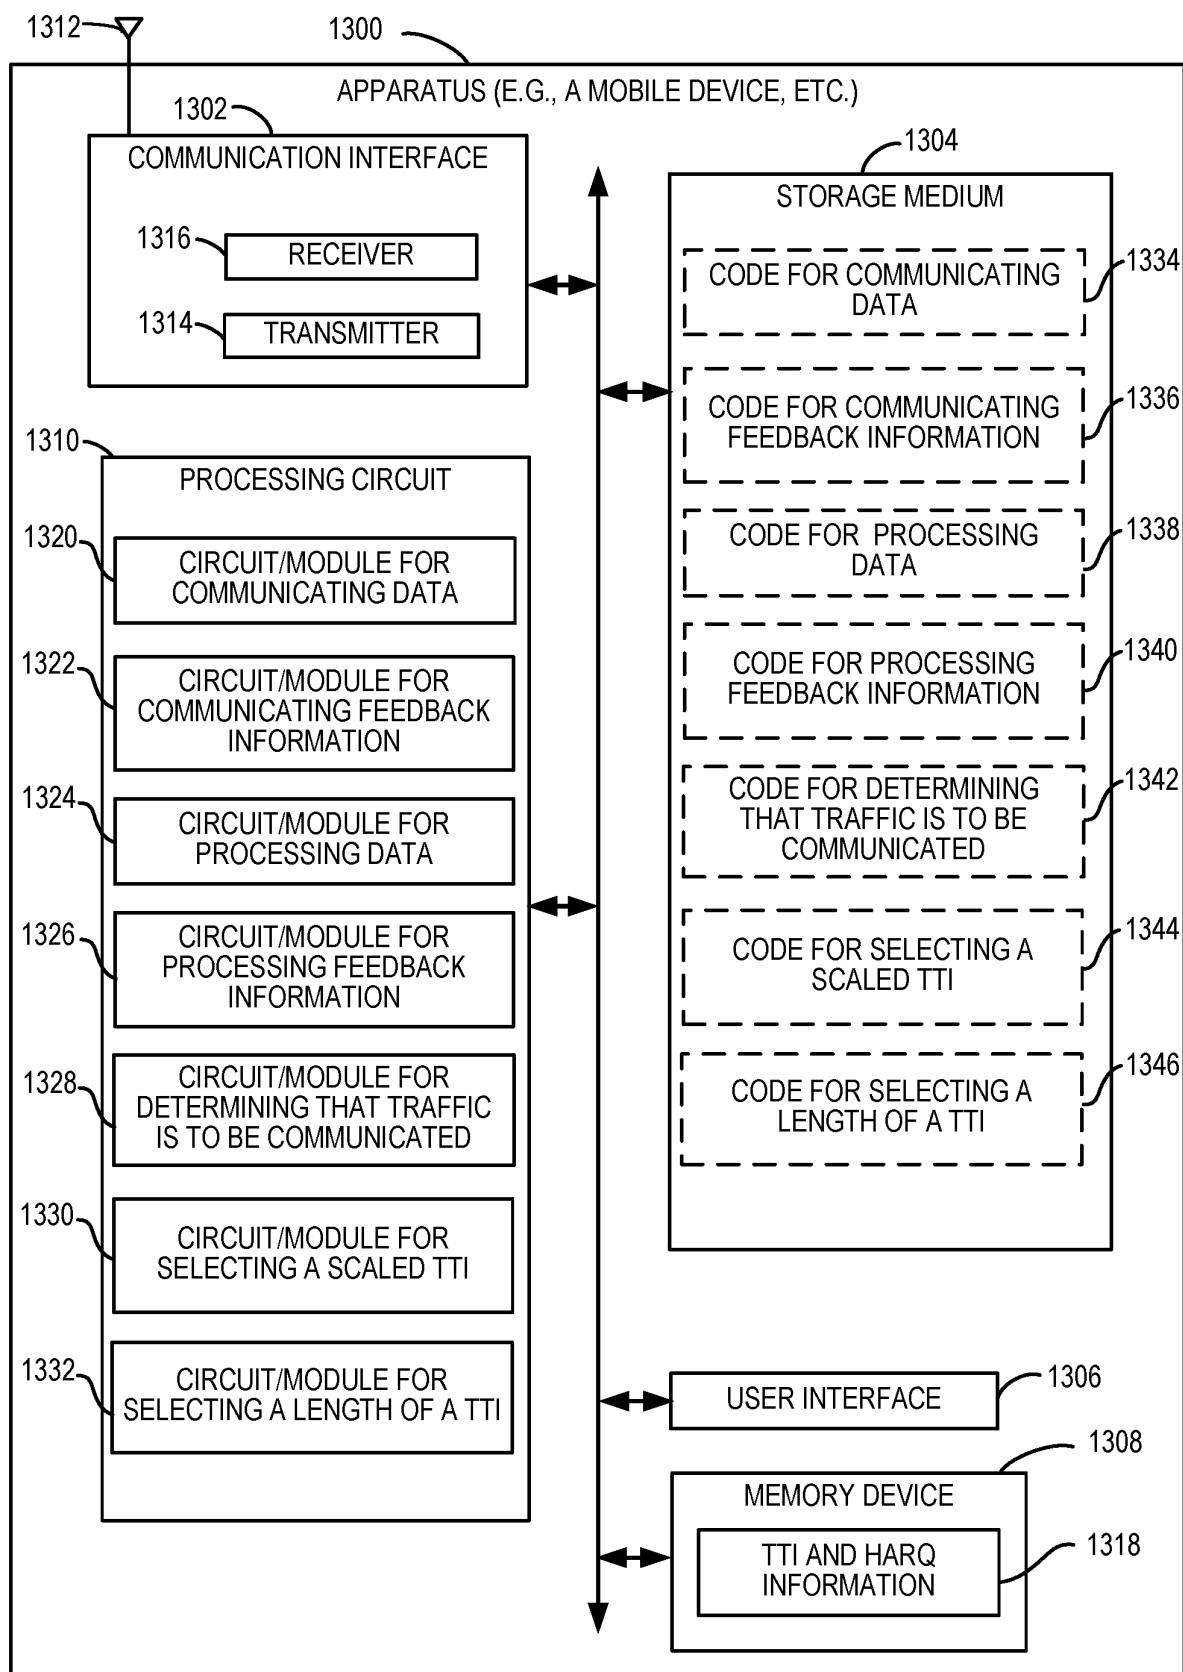 1312
1300
APPARATUS (E.G., A MOBILE DEVICE, ETC.)
1302
COMMUNICATION INTERFACE
1316
RECEIVER
1314
TRANSMITTER
1310
PROCESSING CIRCUIT
1320
CIRCUIT/MODULE FOR
COMMUNICATING DATA
1322
CIRCUIT/MODULE FOR
COMMUNICATING FEEDBACK
INFORMATION
1324
CIRCUIT/MODULE FOR
PROCESSING DATA
1326
CIRCUIT/MODULE FOR
PROCESSING FEEDBACK
INFORMATION
1328
CIRCUIT/MODULE FOR
DETERMINING THAT TRAFFIC
IS TO BE COMMUNICATED
1330
CIRCUIT/MODULE FOR
SELECTING A SCALED TTI
1332
CIRCUIT/MODULE FOR
SELECTING A LENGTH OF A TTI
1304
STORAGE MEDIUM
CODE FOR COMMUNICATING
DATA
1334
CODE FOR COMMUNICATING
FEEDBACK INFORMATION
1336
CODE FOR PROCESSING
DATA
1338
CODE FOR PROCESSING
FEEDBACK INFORMATION
1340
CODE FOR DETERMINING
THAT TRAFFIC IS TO BE
COMMUNICATED
1342
CODE FOR SELECTING A
SCALED TTI
1344
CODE FOR SELECTING A
LENGTH OF A TTI
1346
USER INTERFACE
1306
1308
MEMORY DEVICE
TTI AND HARQ
INFORMATION
1318